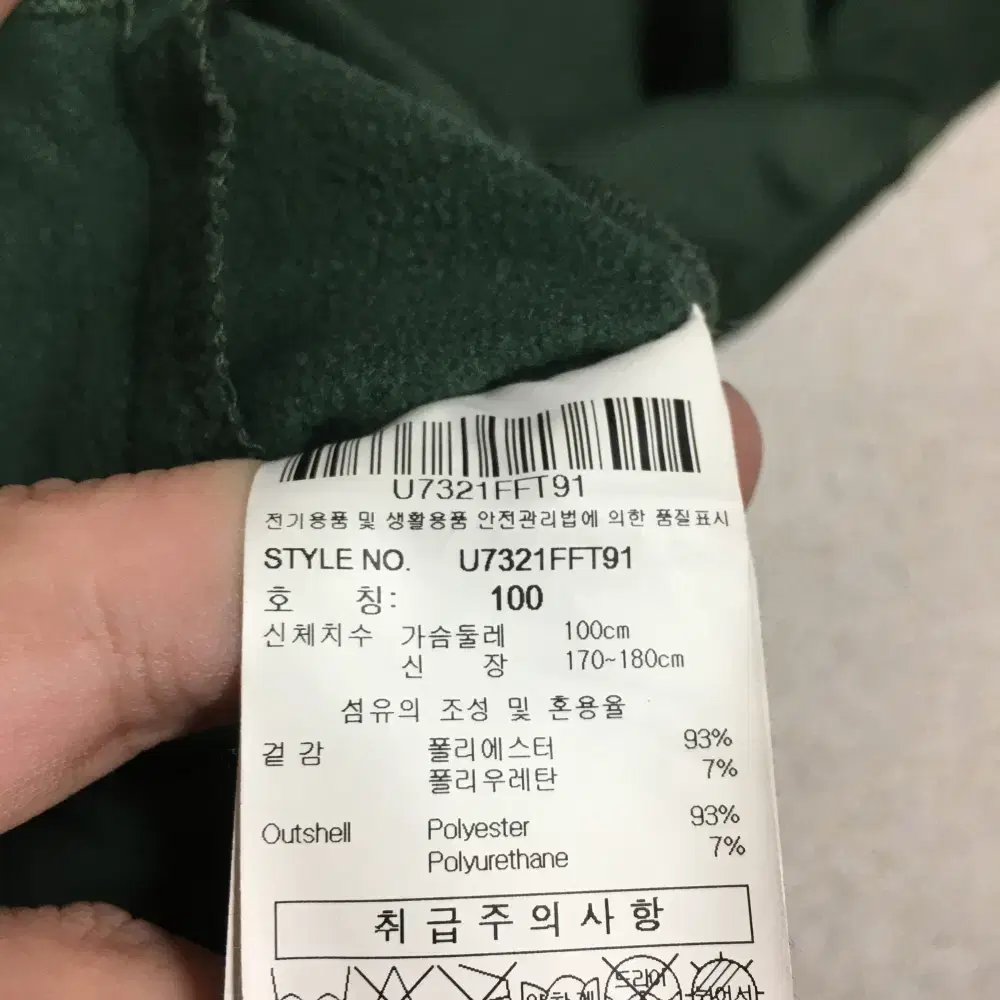 U7321FFT91
전기용품 및 생활용품 안전관리법에 의한 품질표시
STYLE NO. U7321FFT91
호 칭: 100
신체치수 가슴둘레 100cm
신 장 170~180cm
섬유의 조성 및 혼용율
겉감 폴리에스터 93%
폴리우레탄 7%
Outshell Polyester 93%
Polyurethane 7%
취급주의사항
드라이